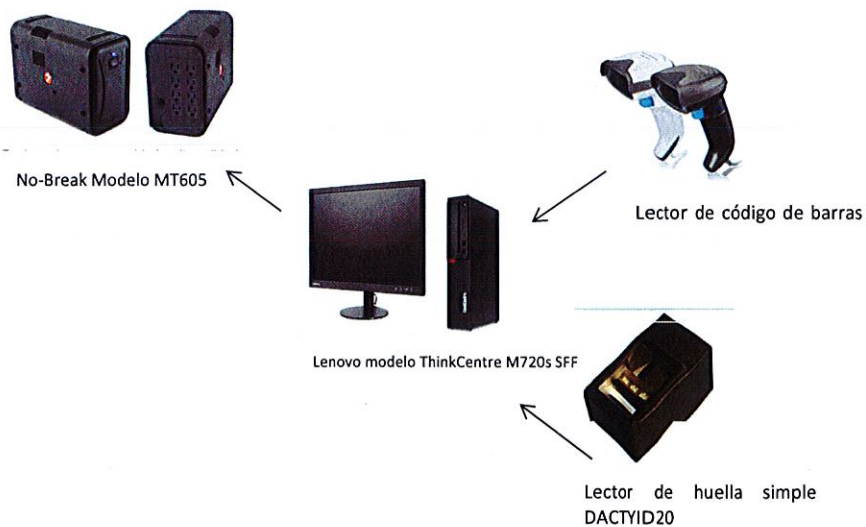 No-Break Modelo MT605
Lector de código de barras
Lenovo modelo ThinkCentre M720s SFF
Lector de huella simple
DACTYID20